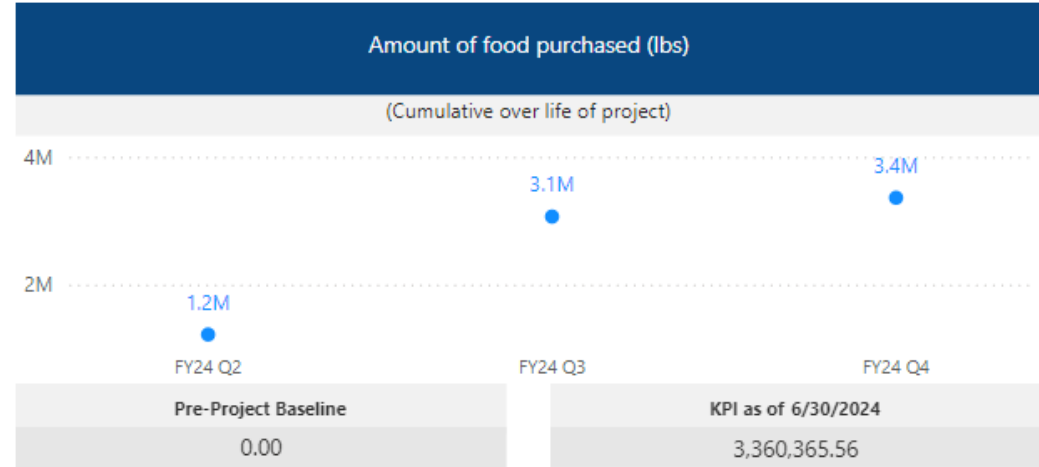 Amount of food purchased (lbs)
(Cumulative over life of project)
4M
3.4M
3.1M
2M
1.2M
FY24 Q2
FY24 Q3
FY24 Q4
Pre-Project Baseline
KPI as of 6/30/2024
0.00
3,360,365.56